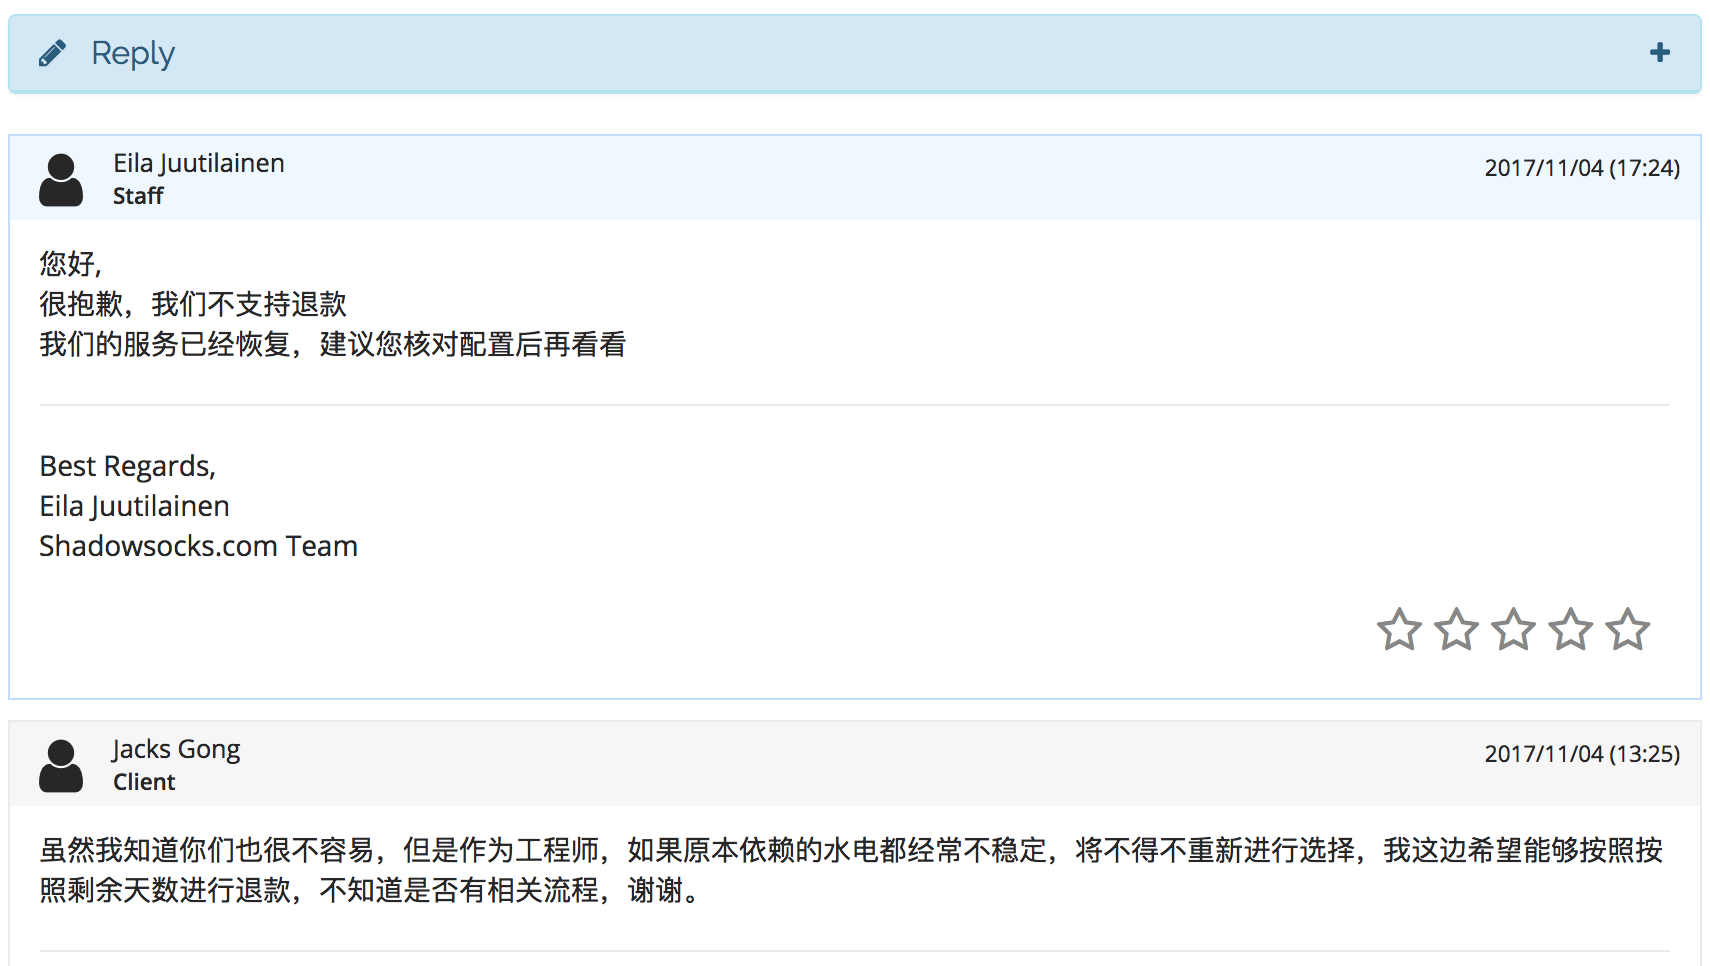 Reply
Eila Juutilainen
2017/11/04 (17:24)
Staff
您好,
很抱歉，我们不支持退款
我们的服务已经恢复，建议您核对配置后再看看
Best Regards,
Eila Juutilainen
Shadowsocks.com Team
Jacks Gong
2017/11/04 (13:25)
Client
虽然我知道你们也很不容易，但是作为工程师，如果原本依赖的水电都经常不稳定，将不得不重新进行选择，我这边希望能够按照按
照剩余天数进行退款，不知道是否有相关流程，谢谢。